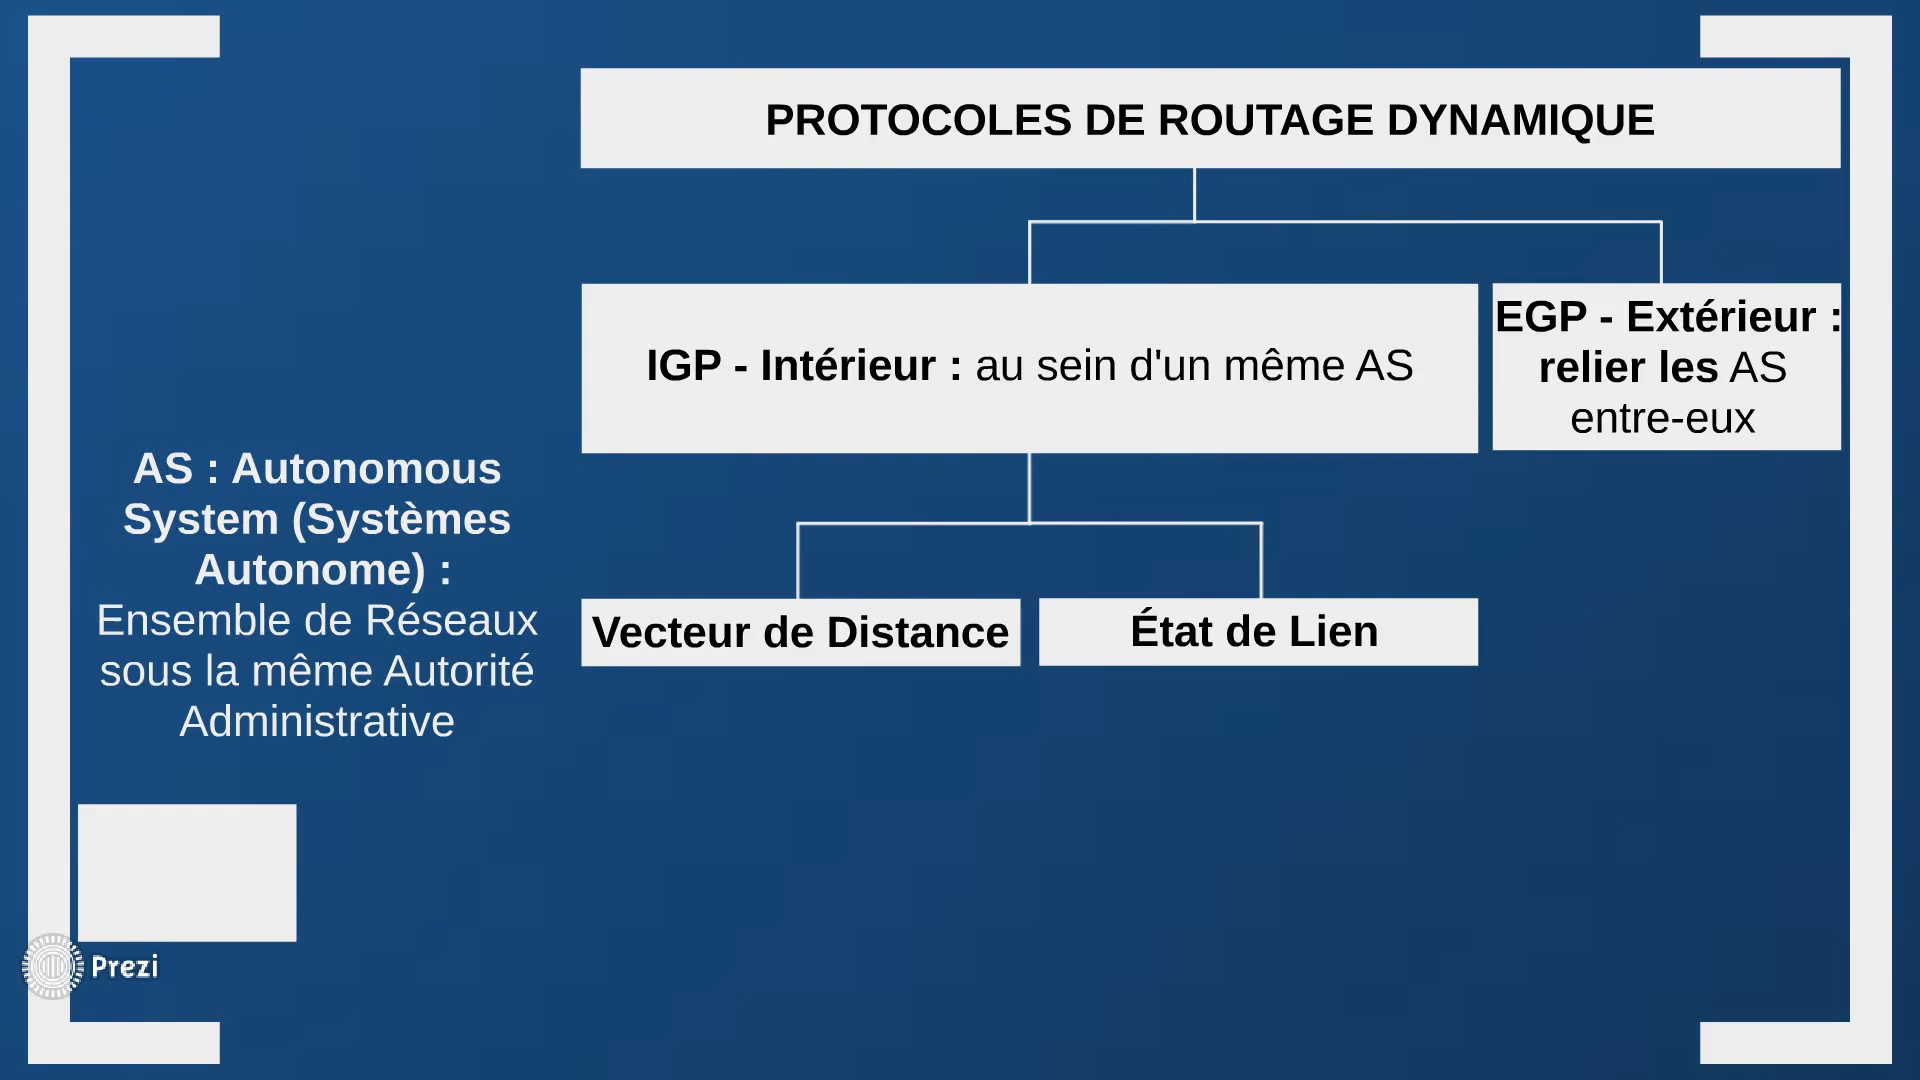 PROTOCOLES DE ROUTAGE DYNAMIQUE
IGP - Intérieur : au sein d'un même AS
EGP - Extérieur :
relier les AS
entre-eux
AS : Autonomous
System (Systèmes
Autonome) :
Ensemble de Réseaux
sous la même Autorité
Administrative
Vecteur de Distance
État de Lien
Prezi